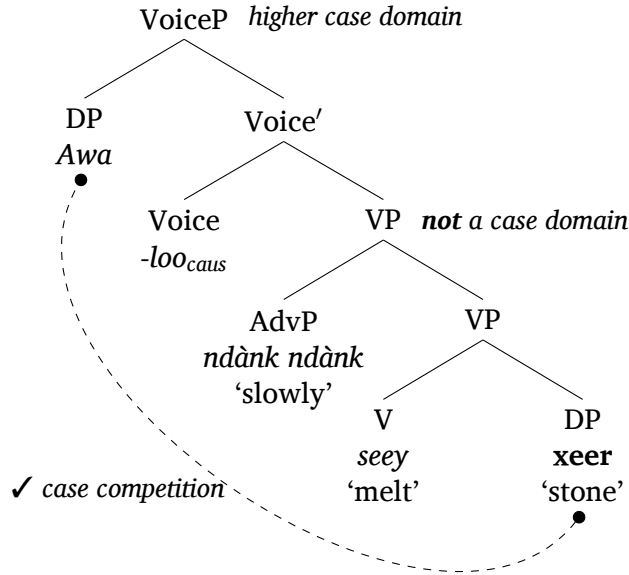 VoiceP higher case domain
DP Voice′
Awa
Voice VP not a case domain
-loo_caus
AdvP VP
ndànk ndànk
‘slowly’
V DP
seey xeer
✓ case competition ‘melt’ ‘stone’